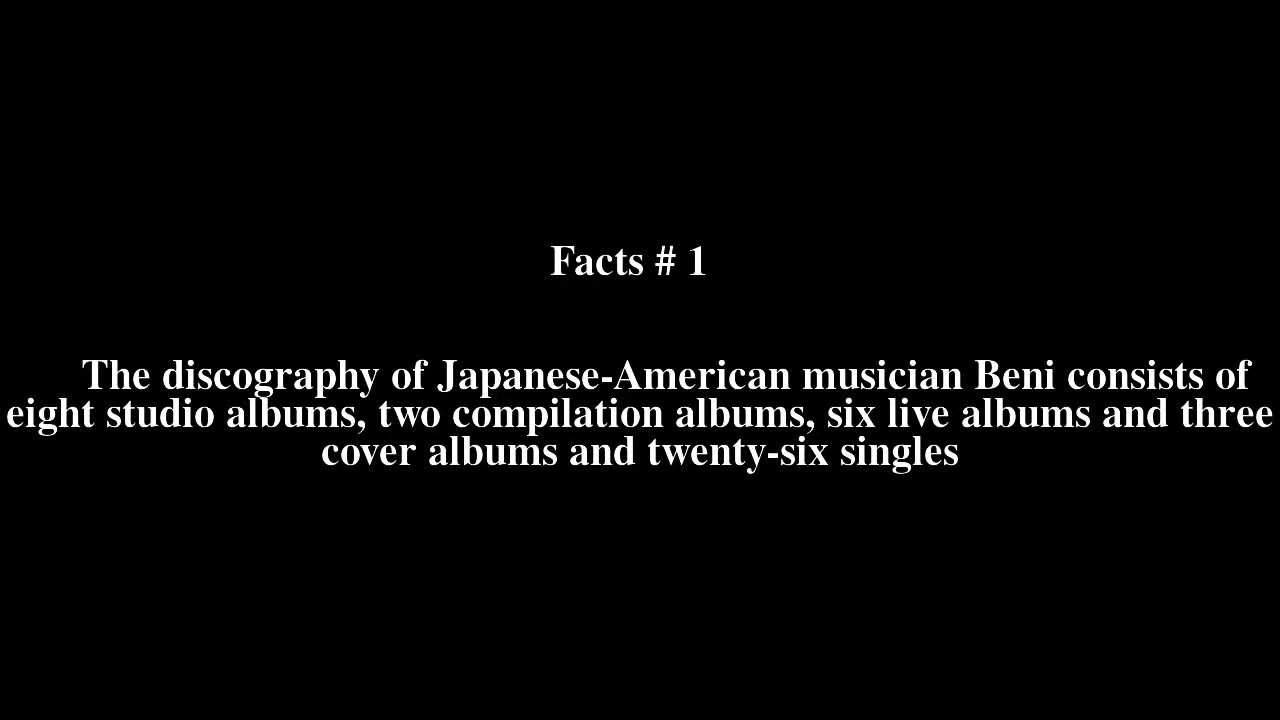 Facts # 1
The discography of Japanese-American musician Beni consists of
eight studio albums, two compilation albums, six live albums and three
cover albums and twenty-six singles